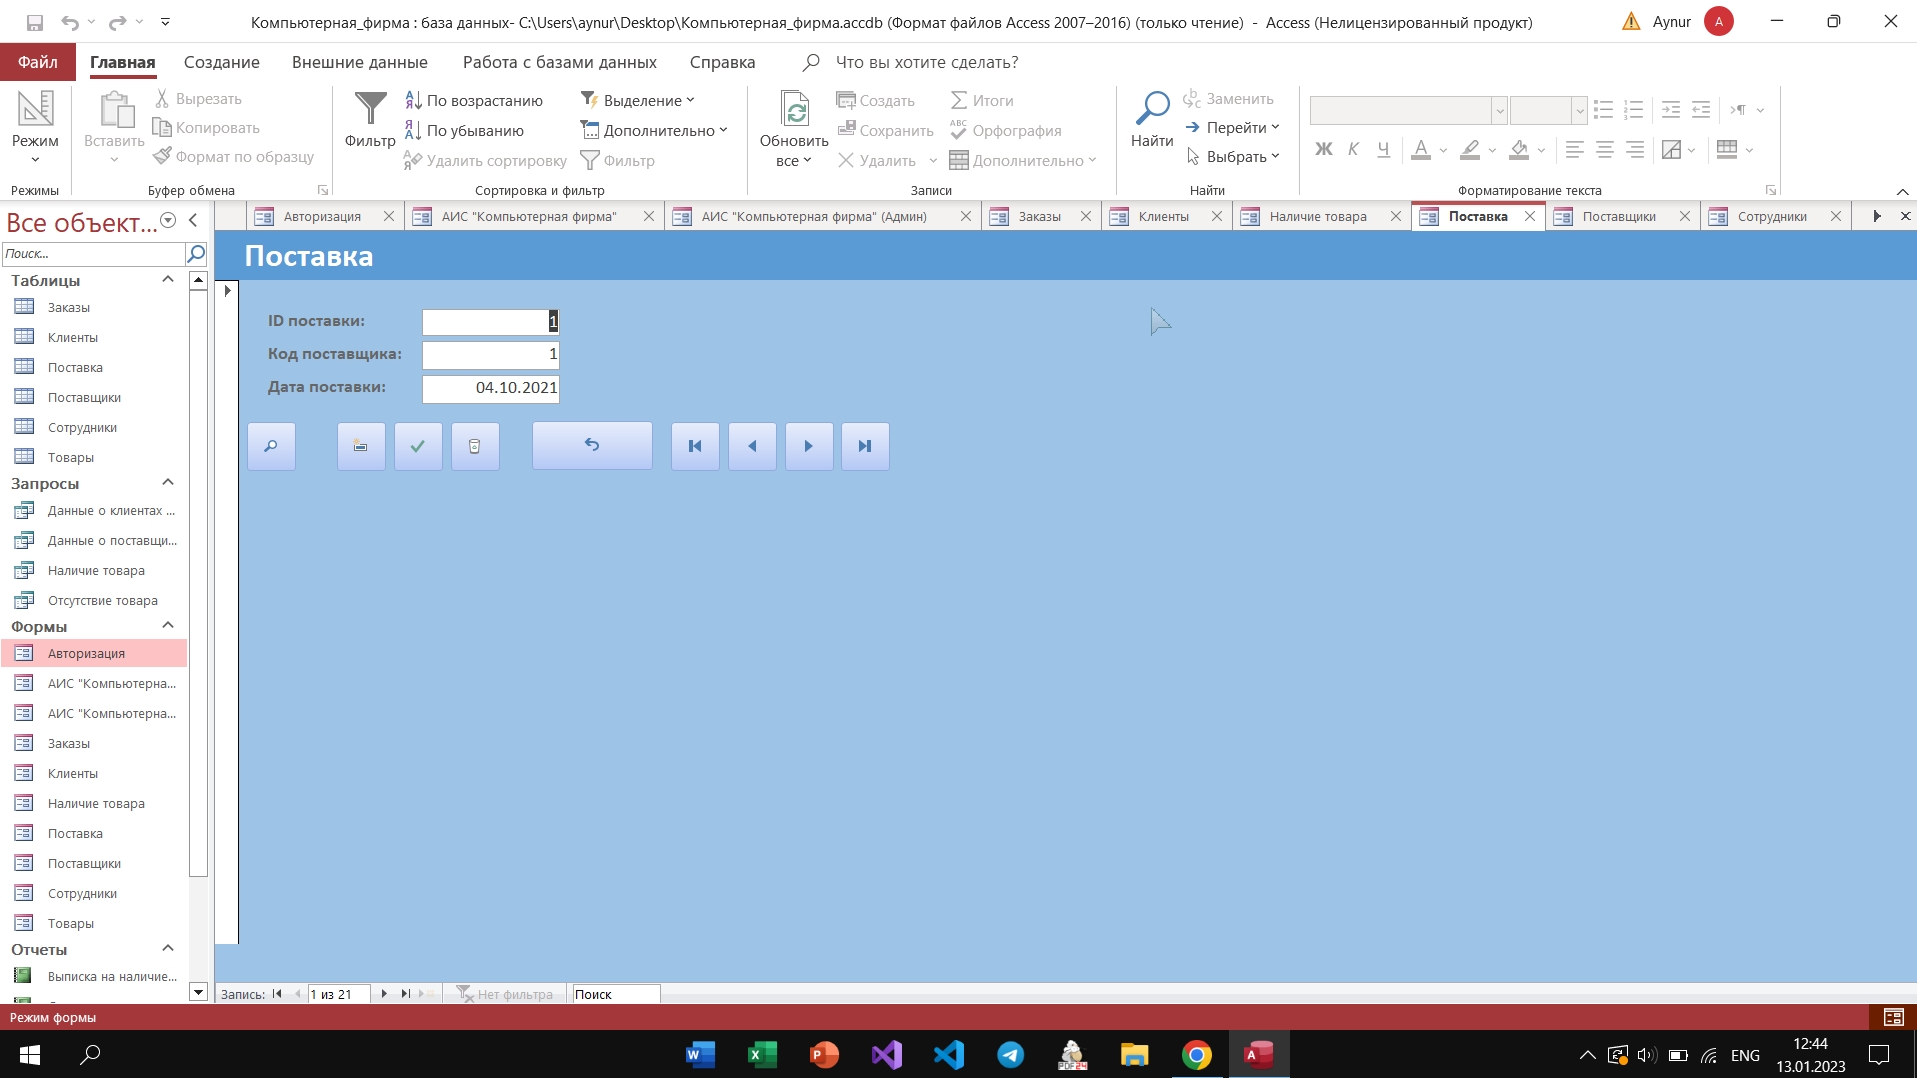 Компьютерная_фирма : база данных- C:\Users\aynur\Desktop\Компьютерная_фирма.accdb (Формат файлов Access 2007–2016) (только чтение) - Access (Нелицензированный продукт)
Aynur
A
Файл
Главная
Создание
Внешние данные
Работа с базами данных
Справка
Что вы хотите сделать?
Режим
Режимы
Вставить
Вырезать
Копировать
Формат по образцу
Буфер обмена
Фильтр
По возрастанию
По убыванию
Удалить сортировку
Выделение
Дополнительно
Фильтр
Сортировка и фильтр
Обновить
все
Создать
Сохранить
Удалить
Итоги
Орфография
Дополнительно
Записи
Найти
Заменить
Перейти
Выбрать
Найти
Ж К Ч А
Форматирование текста
Все объект...
Поиск...
Таблицы
Заказы
Клиенты
Поставка
Поставщики
Сотрудники
Товары
Запросы
Данные о клиентах ...
Данные о поставщи...
Наличие товара
Отсутствие товара
Формы
Авторизация
АИС "Компьютерна...
АИС "Компьютерна...
Заказы
Клиенты
Наличие товара
Поставка
Поставщики
Сотрудники
Товары
Отчеты
Выписка на наличие...
Авторизация
АИС "Компьютерная фирма"
АИС "Компьютерная фирма" (Админ)
Заказы
Клиенты
Наличие товара
Поставка
Поставщики
Сотрудники
Поставка
ID поставки: 1
Код поставщика: 1
Дата поставки: 04.10.2021
Запись: 1 из 21 Нет фильтра Поиск
Режим формы
ENG
12:44
13.01.2023